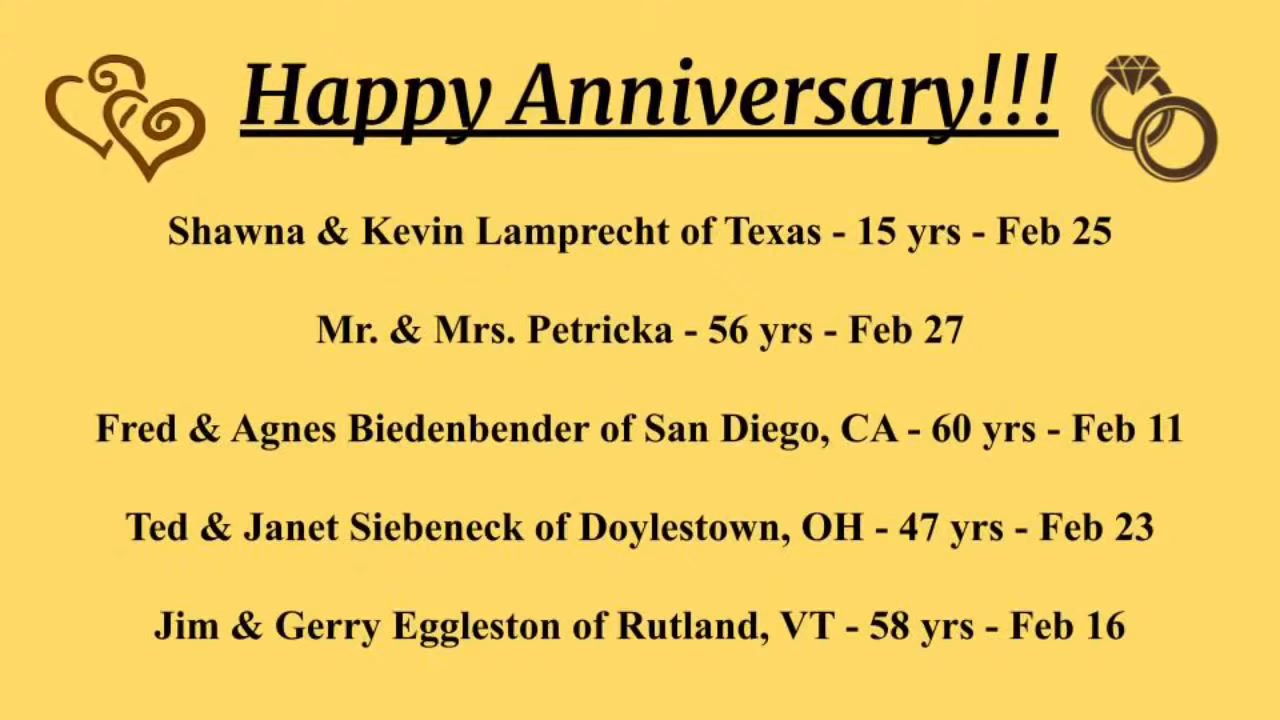 Happy Anniversary!!!
Shawna & Kevin Lamprecht of Texas - 15 yrs - Feb 25
Mr. & Mrs. Petricka - 56 yrs - Feb 27
Fred & Agnes Biedenbender of San Diego, CA - 60 yrs - Feb 11
Ted & Janet Siebeneck of Doylestown, OH - 47 yrs - Feb 23
Jim & Gerry Eggleston of Rutland, VT - 58 yrs - Feb 16